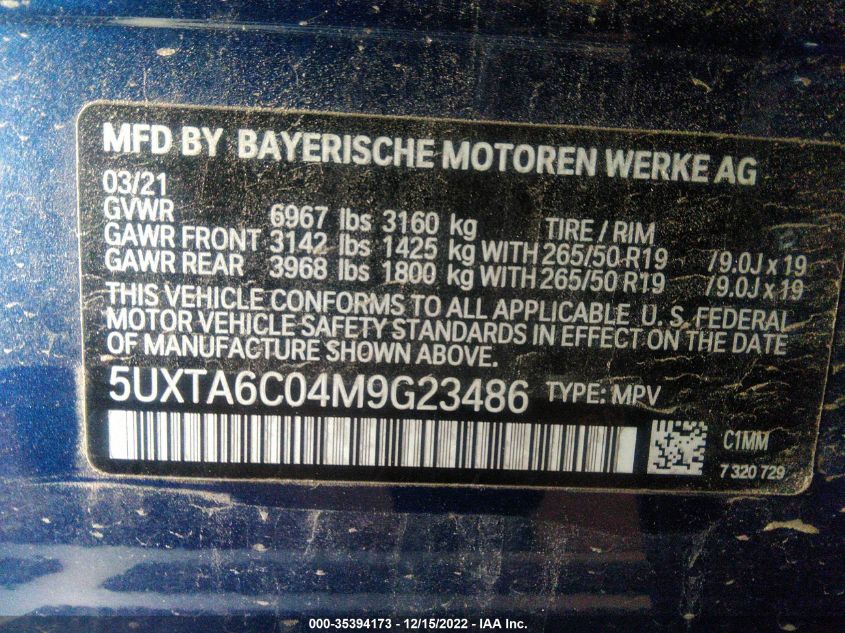 MFD BY BAYERISCHE MOTOREN WERKE AG
03/21
GVWR 6967 lbs 3160 kg TIRE / RIM
GAWR FRONT 3142 lbs 1425 kg WITH 265/50 R19 /9.0J x 19
GAWR REAR 3968 lbs 1800 kg WITH 265/50 R19 /9.0J x 19
THIS VEHICLE CONFORMS TO ALL APPLICABLE U. S. FEDERAL
MOTOR VEHICLE SAFETY STANDARDS IN EFFECT ON THE DATE
OF MANUFACTURE SHOWN ABOVE.
5UXTA6C04M9G23486 TYPE: MPV
C1MM
7 320 729
000-35394173 - 12/15/2022 - IAA Inc.